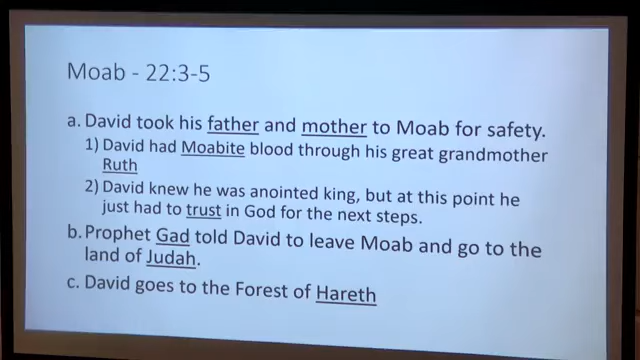 Moab - 22:3-5
a. David took his father and mother to Moab for safety.
1) David had Moabite blood through his great grandmother
Ruth
2) David knew he was anointed king, but at this point he
just had to trust in God for the next steps.
b. Prophet Gad told David to leave Moab and go to the
land of Judah.
c. David goes to the Forest of Hareth